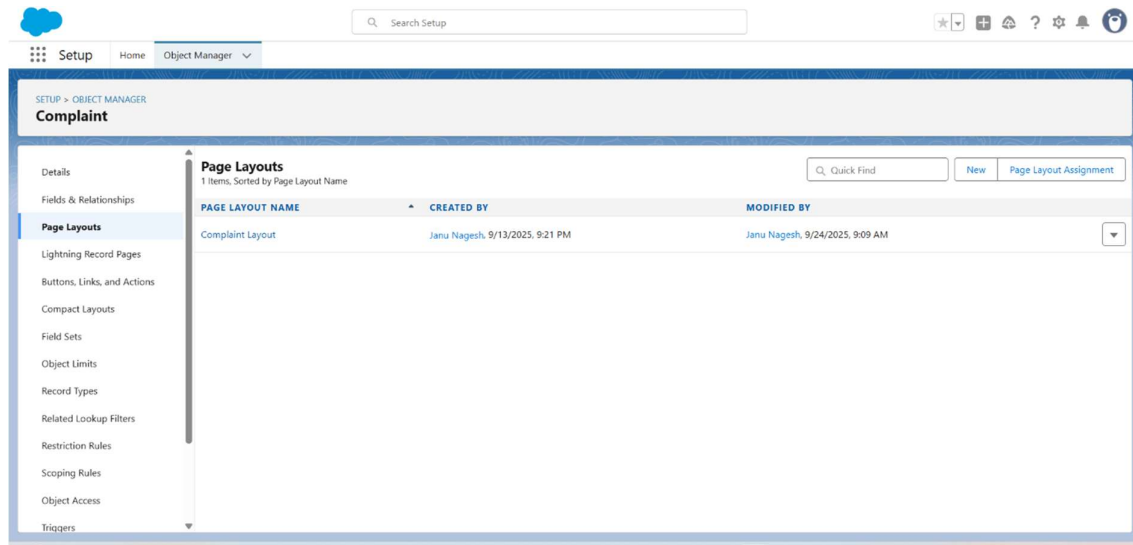 Search Setup
Setup Home Object Manager
SETUP > OBJECT MANAGER
Complaint
Details
Fields & Relationships
Page Layouts
Lightning Record Pages
Buttons, Links, and Actions
Compact Layouts
Field Sets
Object Limits
Record Types
Related Lookup Filters
Restriction Rules
Scoping Rules
Object Access
Triggers
Page Layouts
1 Items, Sorted by Page Layout Name
Quick Find
New
Page Layout Assignment
PAGE LAYOUT NAME CREATED BY MODIFIED BY
Complaint Layout Janu Nagesh, 9/13/2025, 9:21 PM Janu Nagesh, 9/24/2025, 9:09 AM